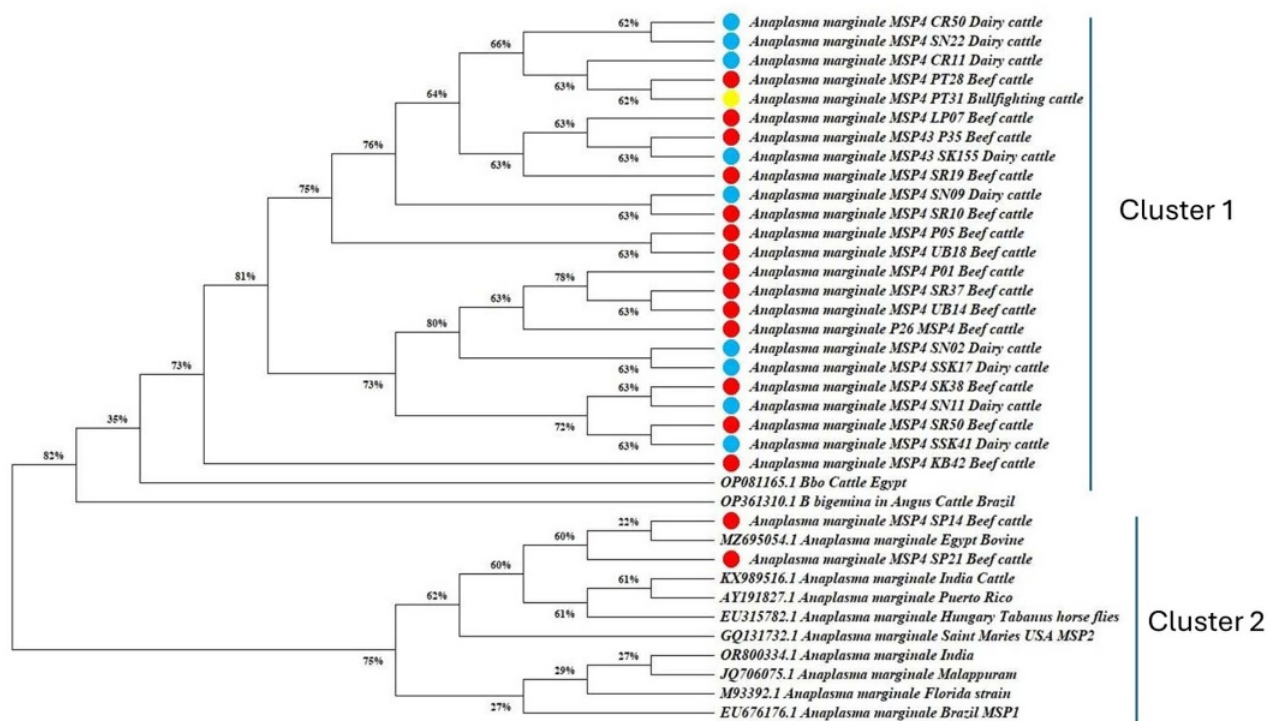 62%
Anaplasma marginale MSP4 CR50 Dairy cattle
66%
Anaplasma marginale MSP4 SN22 Dairy cattle
Anaplasma marginale MSP4 CR11 Dairy cattle
63%
Anaplasma marginale MSP4 PT28 Beef cattle
64%
62%
Anaplasma marginale MSP4 PT31 Bullfighting cattle
63%
Anaplasma marginale MSP4 LP07 Beef cattle
Anaplasma marginale MSP43 P35 Beef cattle
76%
63%
63%
Anaplasma marginale MSP43 SK155 Dairy cattle
Anaplasma marginale MSP4 SR19 Beef cattle
75%
Anaplasma marginale MSP4 SN09 Dairy cattle
63%
Anaplasma marginale MSP4 SR10 Beef cattle
Cluster 1
Anaplasma marginale MSP4 P05 Beef cattle
63%
Anaplasma marginale MSP4 UB18 Beef cattle
81%
78%
Anaplasma marginale MSP4 P01 Beef cattle
Anaplasma marginale MSP4 SR37 Beef cattle
63%
63%
Anaplasma marginale MSP4 UB14 Beef cattle
80%
Anaplasma marginale P26 MSP4 Beef cattle
Anaplasma marginale MSP4 SN02 Dairy cattle
73%
63%
Anaplasma marginale MSP4 SSK17 Dairy cattle
73%
63%
Anaplasma marginale MSP4 SK38 Beef cattle
Anaplasma marginale MSP4 SN11 Dairy cattle
35%
72%
Anaplasma marginale MSP4 SR50 Beef cattle
63%
Anaplasma marginale MSP4 SSK41 Dairy cattle
82%
Anaplasma marginale MSP4 KB42 Beef cattle
OP081165.1 Bbo Cattle Egypt
OP361310.1 B bigemina in Angus Cattle Brazil
22%
Anaplasma marginale MSP4 SP14 Beef cattle
60%
MZ695054.1 Anaplasma marginale Egypt Bovine
Anaplasma marginale MSP4 SP21 Beef cattle
60%
61%
KX989516.1 Anaplasma marginale India Cattle
62%
AY191827.1 Anaplasma marginale Puerto Rico
61%
EU315782.1 Anaplasma marginale Hungary Tabanus horse flies
Cluster 2
GQ131732.1 Anaplasma marginale Saint Maries USA MSP2
75%
27%
OR800334.1 Anaplasma marginale India
29%
JQ706075.1 Anaplasma marginale Malappuram
M93392.1 Anaplasma marginale Florida strain
27%
EU676176.1 Anaplasma marginale Brazil MSP1